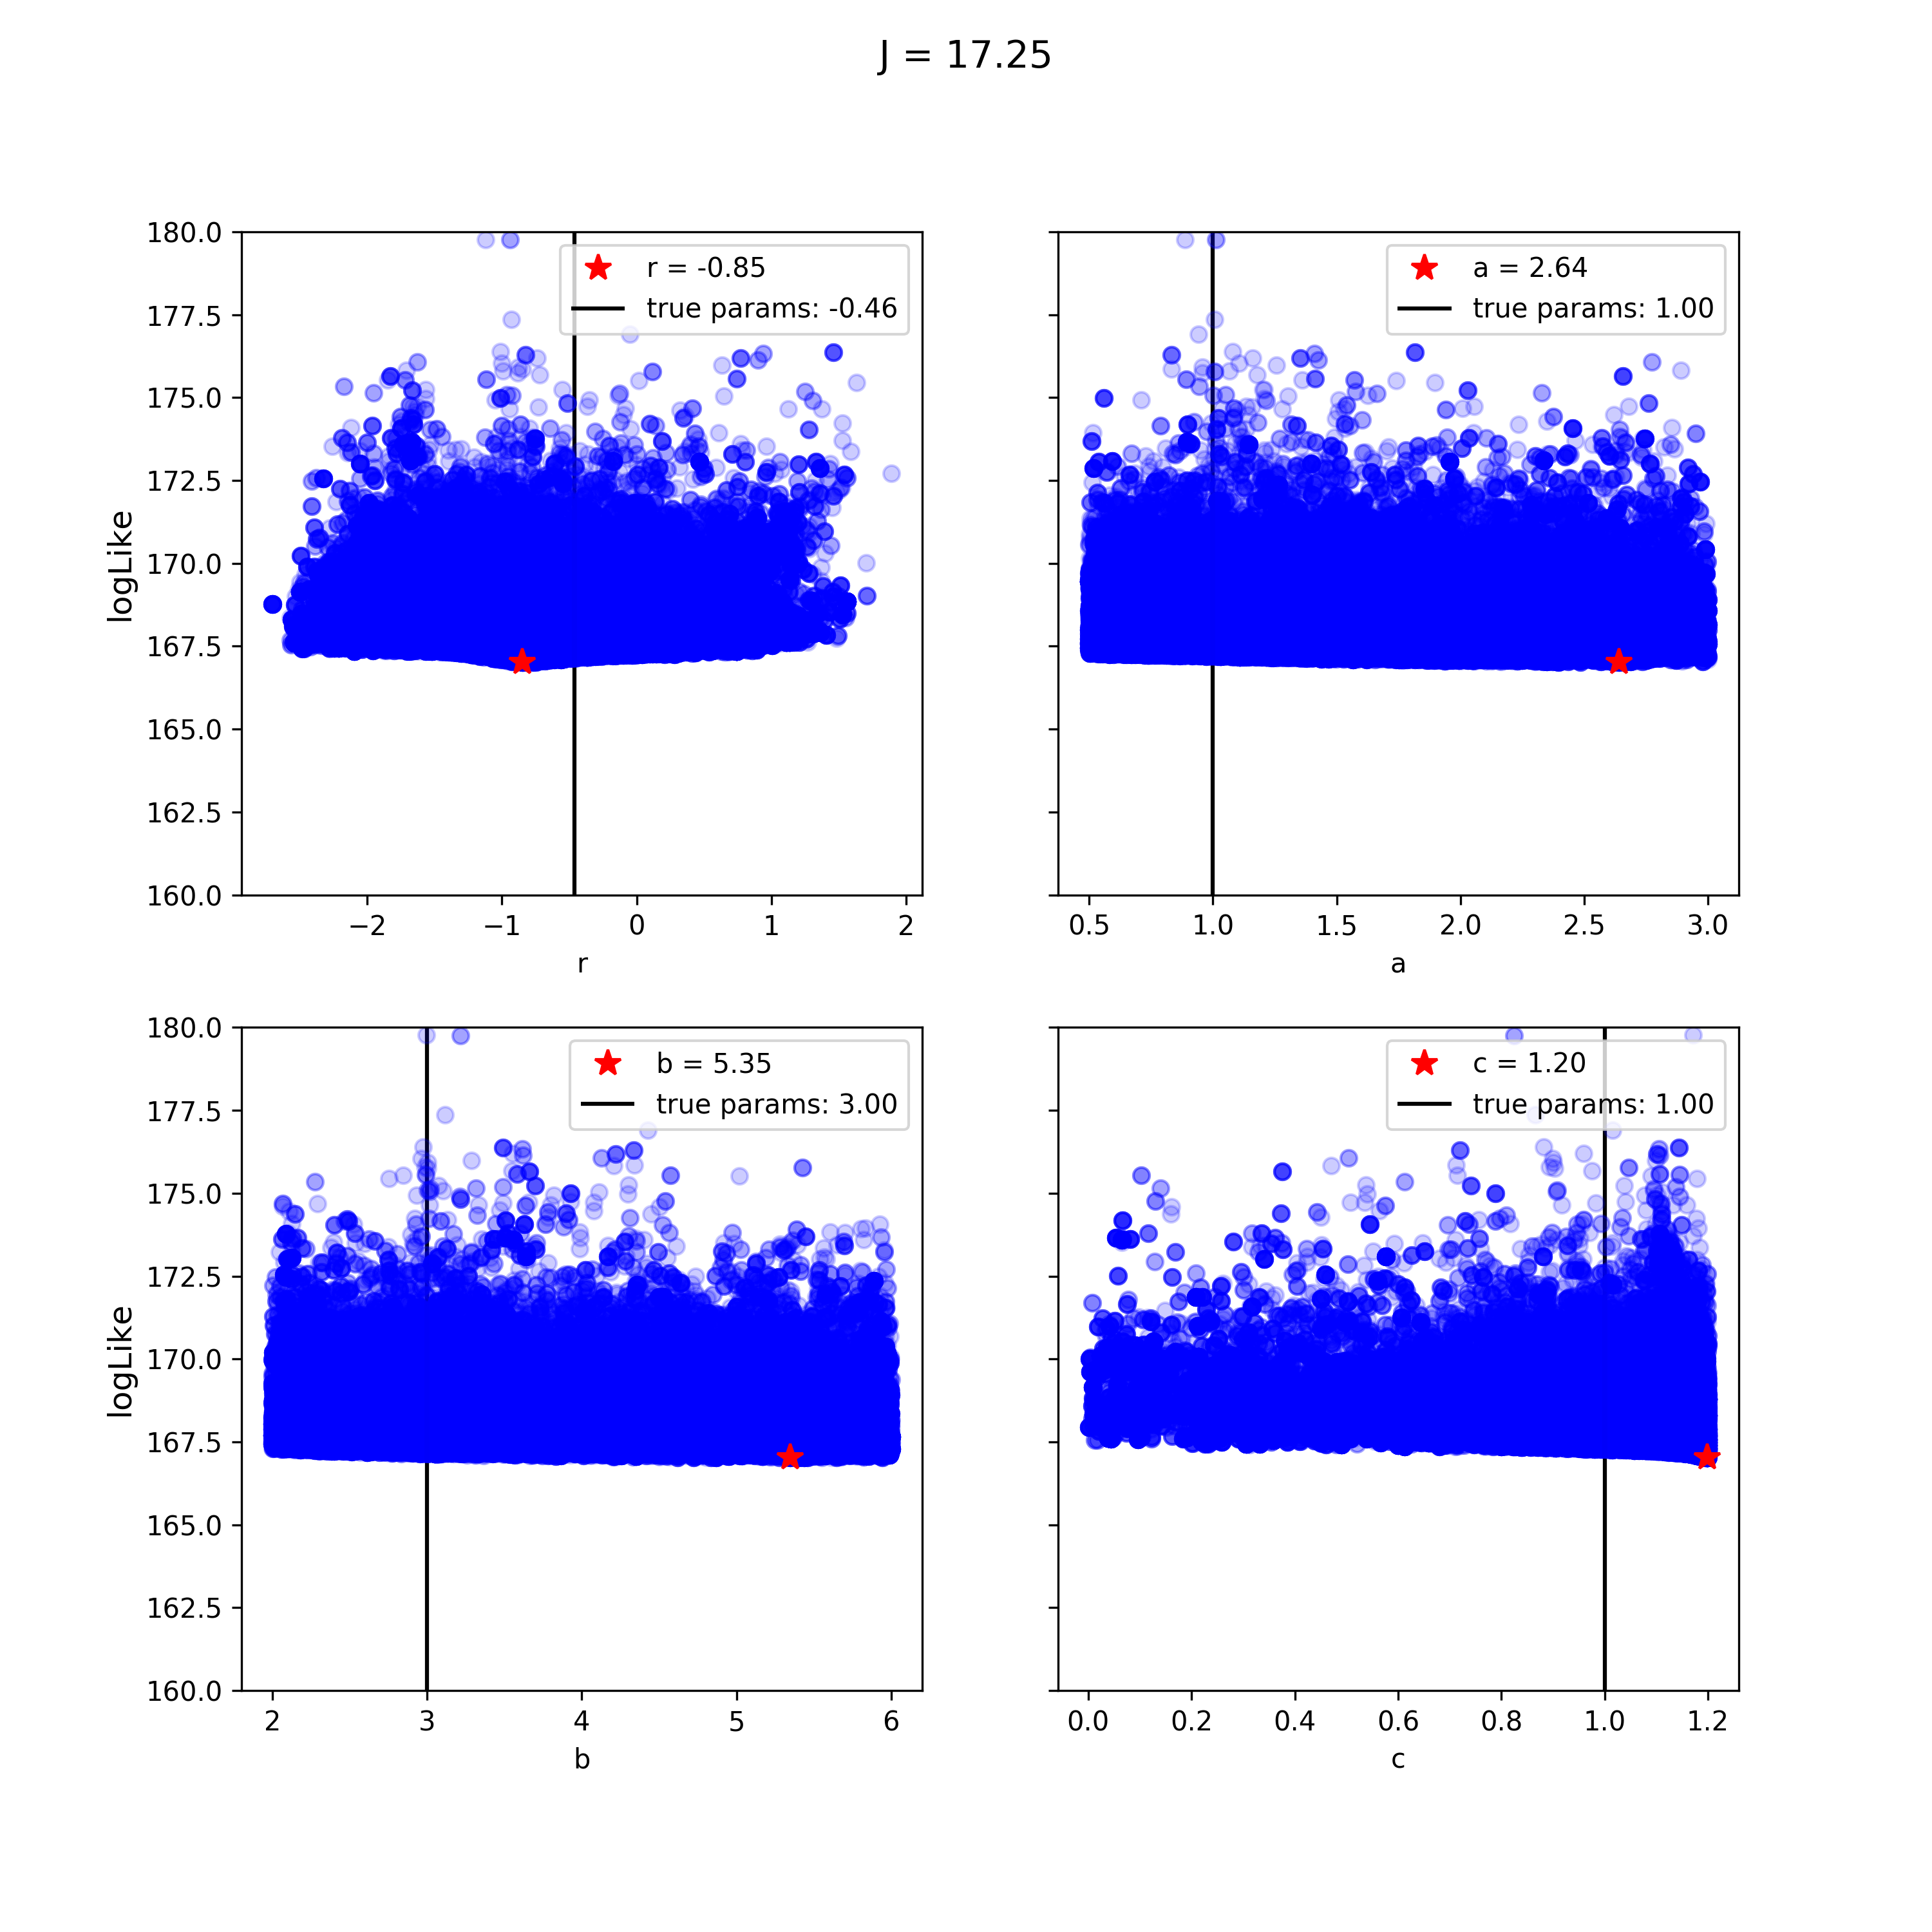 J = 17.25
180.0
177.5
175.0
172.5
170.0
167.5
165.0
162.5
160.0
logLike
r = -0.85
true params: -0.46
−2
−1
0
1
2
r
a = 2.64
true params: 1.00
0.5
1.0
1.5
2.0
2.5
3.0
a
180.0
177.5
175.0
172.5
170.0
167.5
165.0
162.5
160.0
logLike
b = 5.35
true params: 3.00
2
3
4
5
6
b
c = 1.20
true params: 1.00
0.0
0.2
0.4
0.6
0.8
1.0
1.2
c